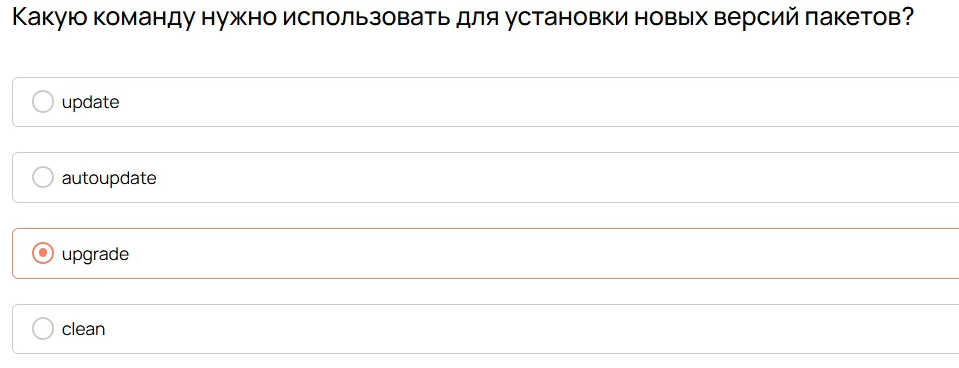 Какую команду нужно использовать для установки новых версий пакетов?
update
autoupdate
upgrade
clean